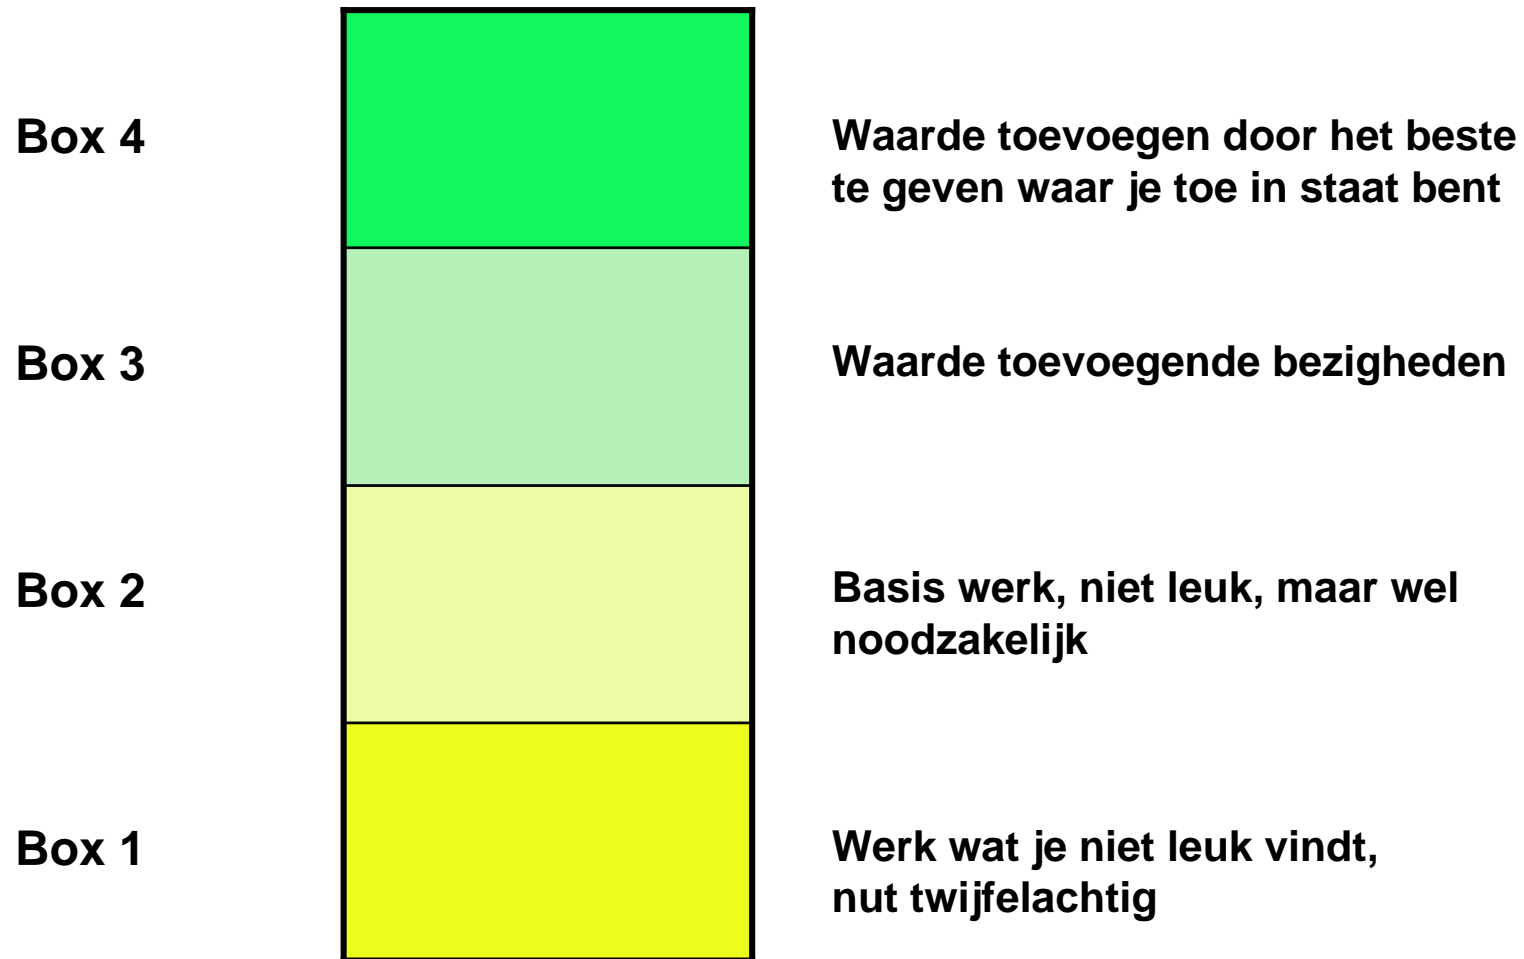 Box 4
Waarde toevoegen door het beste
te geven waar je toe in staat bent
Box 3
Waarde toevoegende bezigheden
Box 2
Basis werk, niet leuk, maar wel
noodzakelijk
Box 1
Werk wat je niet leuk vindt,
nut twijfelachtig